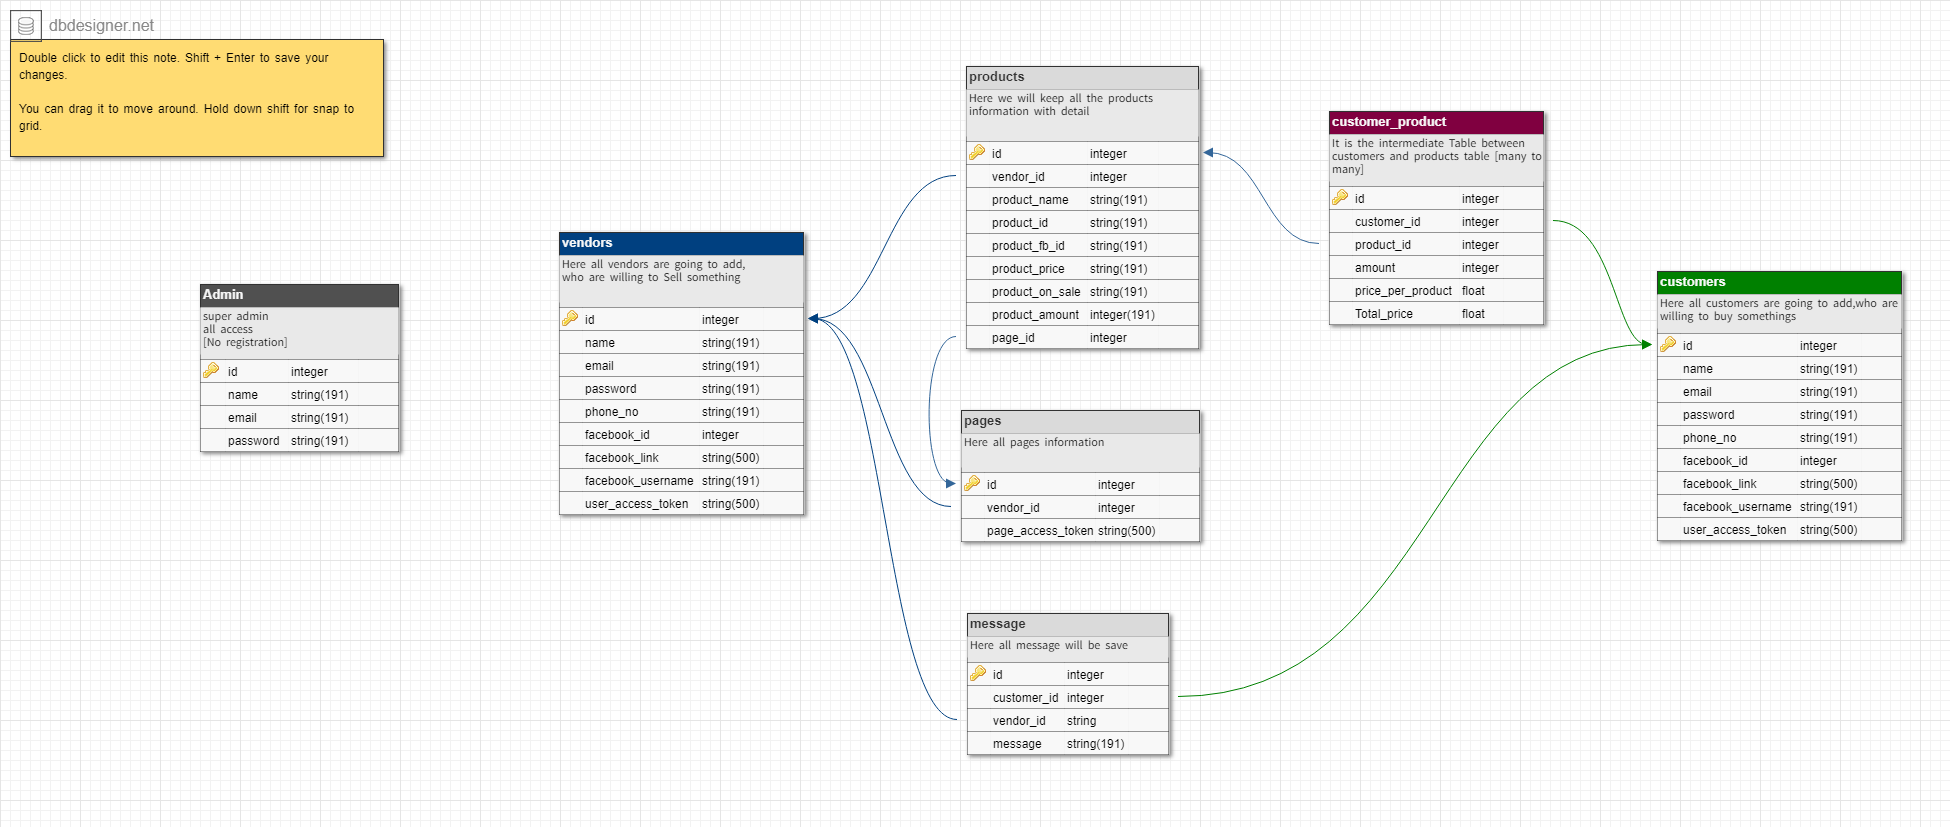 dbdesigner.net
Double click to edit this note. Shift + Enter to save your
changes.
You can drag it to move around. Hold down shift for snap to
grid.
Admin
super admin
all access
[No registration]
id integer
name string(191)
email string(191)
password string(191)
vendors
Here all vendors are going to add,
who are willing to Sell something
id integer
name string(191)
email string(191)
password string(191)
phone_no string(191)
facebook_id integer
facebook_link string(500)
facebook_username string(191)
user_access_token string(500)
products
Here we will keep all the products
information with detail
id integer
vendor_id integer
product_name string(191)
product_id string(191)
product_fb_id string(191)
product_price string(191)
product_on_sale string(191)
product_amount integer(191)
page_id integer
pages
Here all pages information
id integer
vendor_id integer
page_access_token string(500)
message
Here all message will be save
id integer
customer_id integer
vendor_id string
message string(191)
customer_product
It is the intermediate Table between
customers and products table [many to
many]
id integer
customer_id integer
product_id integer
amount integer
price_per_product float
Total_price float
customers
Here all customers are going to add,who are
willing to buy somethings
id integer
name string(191)
email string(191)
password string(191)
phone_no string(191)
facebook_id integer
facebook_link string(500)
facebook_username string(191)
user_access_token string(500)